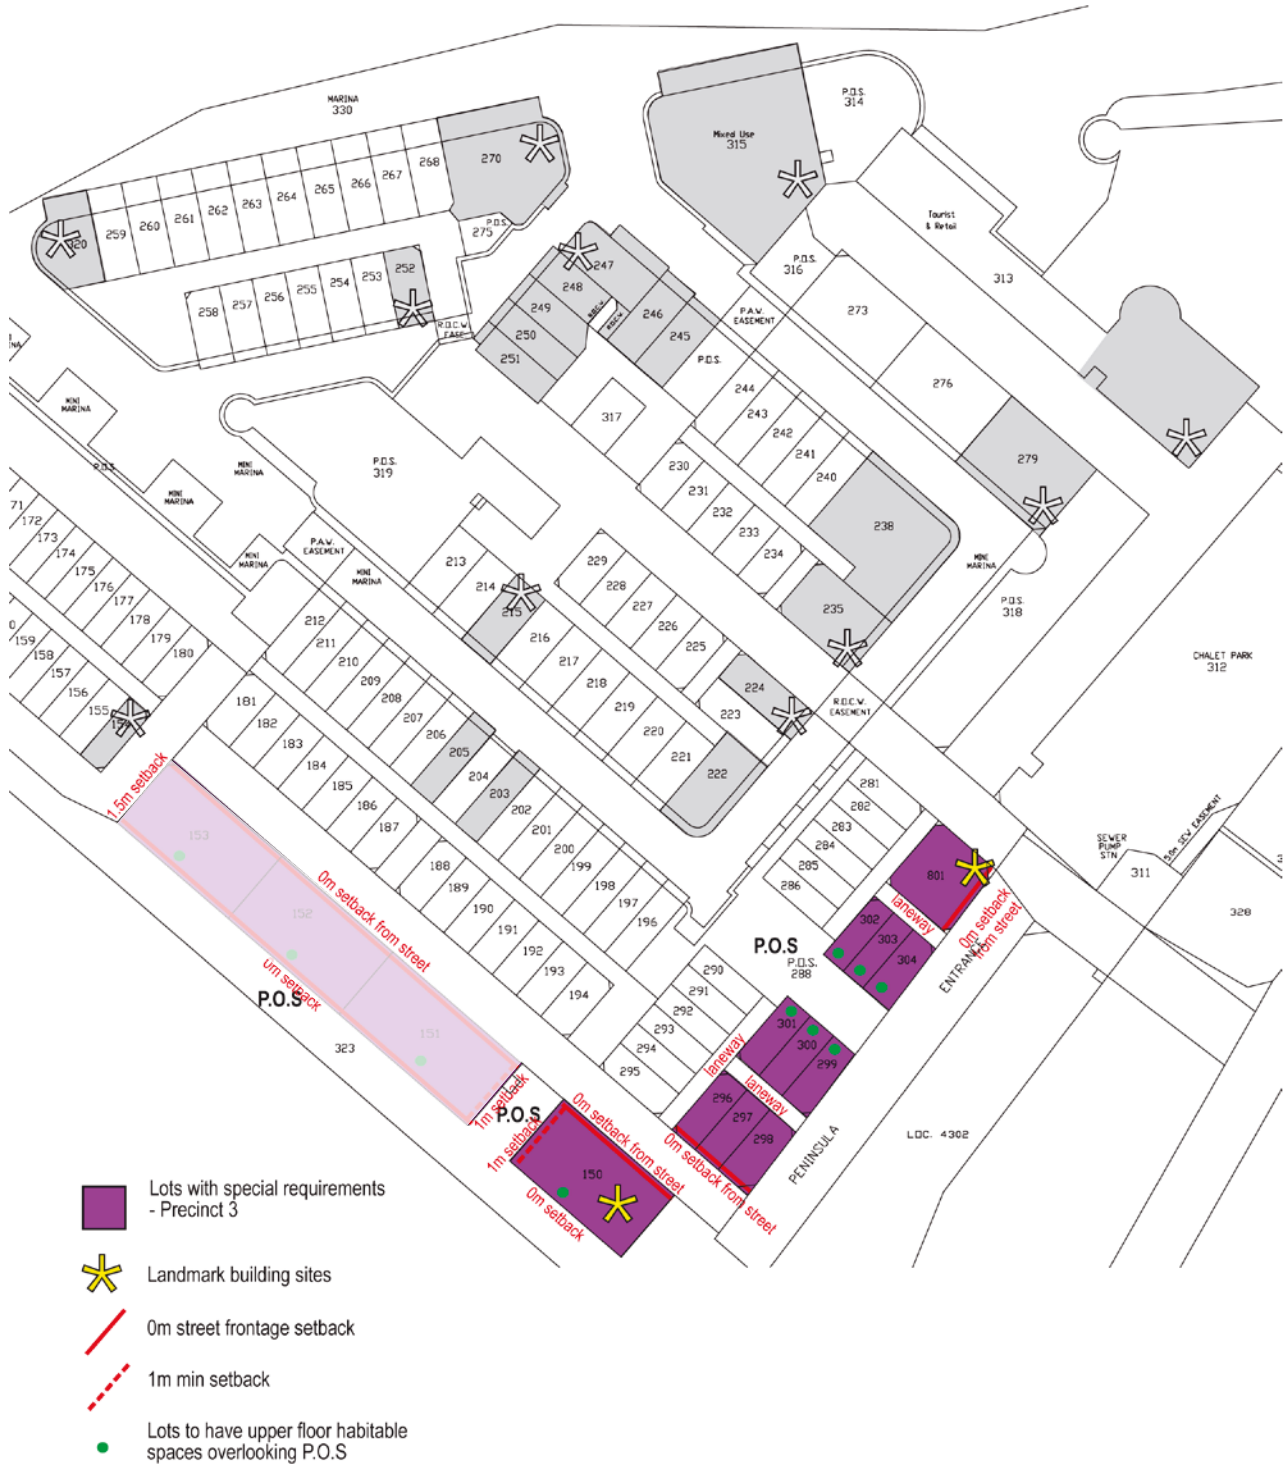 MARINA
330
P.O.S.
314
Mixed Use
315
270
268
267
266
265
264
263
262
261
260
259
320
P.O.S.
275
Tourist
& Retail
313
247
248
249
250
251
R.O.C.W.
R.O.C.W.
246
245
252
253
254
255
256
257
258
R.O.C.W.
EASE
P.O.S.
316
273
P.A.W.
EASEMENT
P.O.S.
276
279
244
243
242
241
240
238
317
230
231
232
233
234
235
MINI
MARINA
P.O.S.
MINI
MARINA
MINI
MARINA
P.O.S.
319
MINI
MARINA
P.A.W.
EASEMENT
MINI
MARINA
213
214
215
216
217
218
219
220
221
222
229
228
227
226
225
224
223
MINI
MARINA
P.O.S.
318
CHALET PARK
312
R.O.C.W.
EASEMENT
71
172
173
174
175
176
177
178
179
180
159
158
157
156
155
212
211
210
209
208
207
206
205
204
203
202
201
200
199
198
197
196
181
182
183
184
185
186
187
188
189
190
191
192
193
194
281
282
283
284
285
286
801
302
303
304
laneway
0m setback
from street
ENTRANCE
SEWER
PUMP
STN
5.0m SEW EASEMENT
311
328
P.O.S
P.O.S.
288
290
291
292
293
294
295
301
300
299
laneway
laneway
296
297
298
0m setback from street
PENINSULA
LOC. 4302
1.5m setback
153
152
151
0m setback from street
0m setback
P.O.S
323
1m setback
P.O.S
1m setback
0m setback from street
150
0m setback
Lots with special requirements
- Precinct 3
Landmark building sites
0m street frontage setback
1m min setback
Lots to have upper floor habitable
spaces overlooking P.O.S